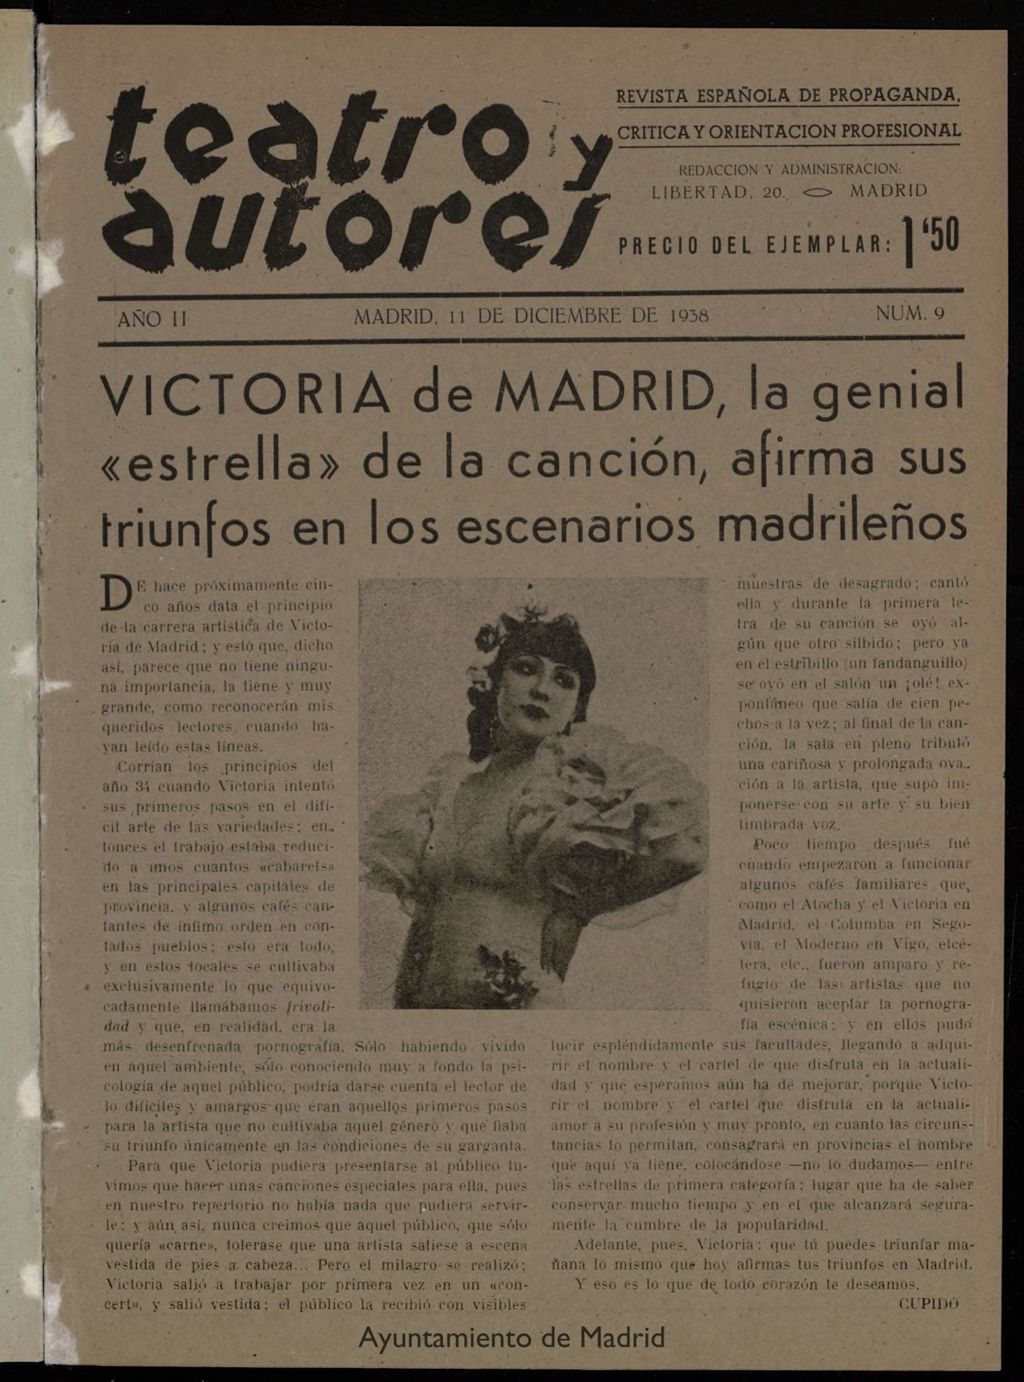 teatro y
autores
REVISTA ESPAÑOLA DE PROPAGANDA,
CRITICA Y ORIENTACION PROFESIONAL
REDACCION Y ADMINISTRACION:
LIBERTAD, 20. MADRID
PRECIO DEL EJEMPLAR: 1'50
AÑO II MADRID, 11 DE DICIEMBRE DE 1938 NUM. 9
VICTORIA de MADRID, la genial
«estrella» de la canción, afirma sus
triunfos en los escenarios madrileños
DE hace próximamente cin-
co años data el principio
de la carrera artística de Victo-
ria de Madrid; y esto que, dicho
así, parece que no tiene ningu-
na importancia, la tiene y muy
grande, como reconocerán mis
queridos lectores cuando ha-
yan leído estas líneas.
Corrían los principios del
año 34 cuando Victoria intentó
sus primeros pasos en el difí-
cil arte de las variedades; en-
tonces el trabajo estaba reduci-
do a unos cuantos «cabarets»
en las principales capitales de
provincia, y algunos cafés can-
tantes de ínfimo orden en con-
tados pueblos; esto era todo,
y en estos locales se cultivaba
exclusivamente lo que equivo-
cadamente llamábamos frivoli-
dad y que, en realidad, era la
más desenfrenada pornografía. Sólo habiendo vivido
en aquel ambiente, sólo conociendo muy a fondo la psi-
cología de aquel público, podría darse cuenta el lector de
lo difíciles y amargos que eran aquellos primeros pasos
para la artista que no cultivaba aquel género y que fiaba
su triunfo únicamente en las condiciones de su garganta.
Para que Victoria pudiera presentarse al público tu-
vimos que hacer unas canciones especiales para ella, pues
en nuestro repertorio no había nada que pudiera servir-
le; y aún así, nunca creimos que aquel público, que sólo
quería «carne», tolerase que una artista saliese a escena
vestida de pies a cabeza... Pero el milagro se realizó;
Victoria salió a trabajar por primera vez en un «con-
cert», y salió vestida; el público la recibió con visibles
muestras de desagrado; cantó
ella y durante la primera le-
tra de su canción se oyó al-
gún que otro silbido; pero ya
en el estribillo (un fandanguillo)
se oyó en el salón un ¡olé! ex-
pontáneo que salía de cien pe-
chos a la vez; al final de la can-
ción, la sala en pleno tributó
una cariñosa y prolongada ova-
ción a la artista, que supo im-
ponerse con su arte y su bien
timbrada voz.
Poco tiempo después fué
cuando empezaron a funcionar
algunos cafés familiares que,
como el Atocha y el Victoria en
Madrid, el Columba en Sego-
via, el Moderno en Vigo, etcé-
tera, etc., fueron amparo y re-
fugio de las artistas que no
quisieron aceptar la pornogra-
fía escénica; y en ellos pudo
lucir espléndidamente sus facultades, llegando a adqui-
rir el nombre y el cartel de que disfruta en la actuali-
dad y que esperamos aún ha de mejorar, porque Victo-
rir el nombre y el cartel que disfruta en la actuali-
amor a su profesión y muy pronto, en cuanto las circuns-
tancias lo permitan, consagrará en provincias el nombre
que aquí ya tiene, colocándose —no lo dudamos— entre
las estrellas de primera categoría; lugar que ha de saber
conservar mucho tiempo y en el que alcanzará segura-
mente la cumbre de la popularidad.
Adelante, pues, Victoria; que tú puedes triunfar ma-
ñana lo mismo que hoy afirmas tus triunfos en Madrid.
Y eso es lo que de todo corazón te deseamos.
CUPIDO
Ayuntamiento de Madrid